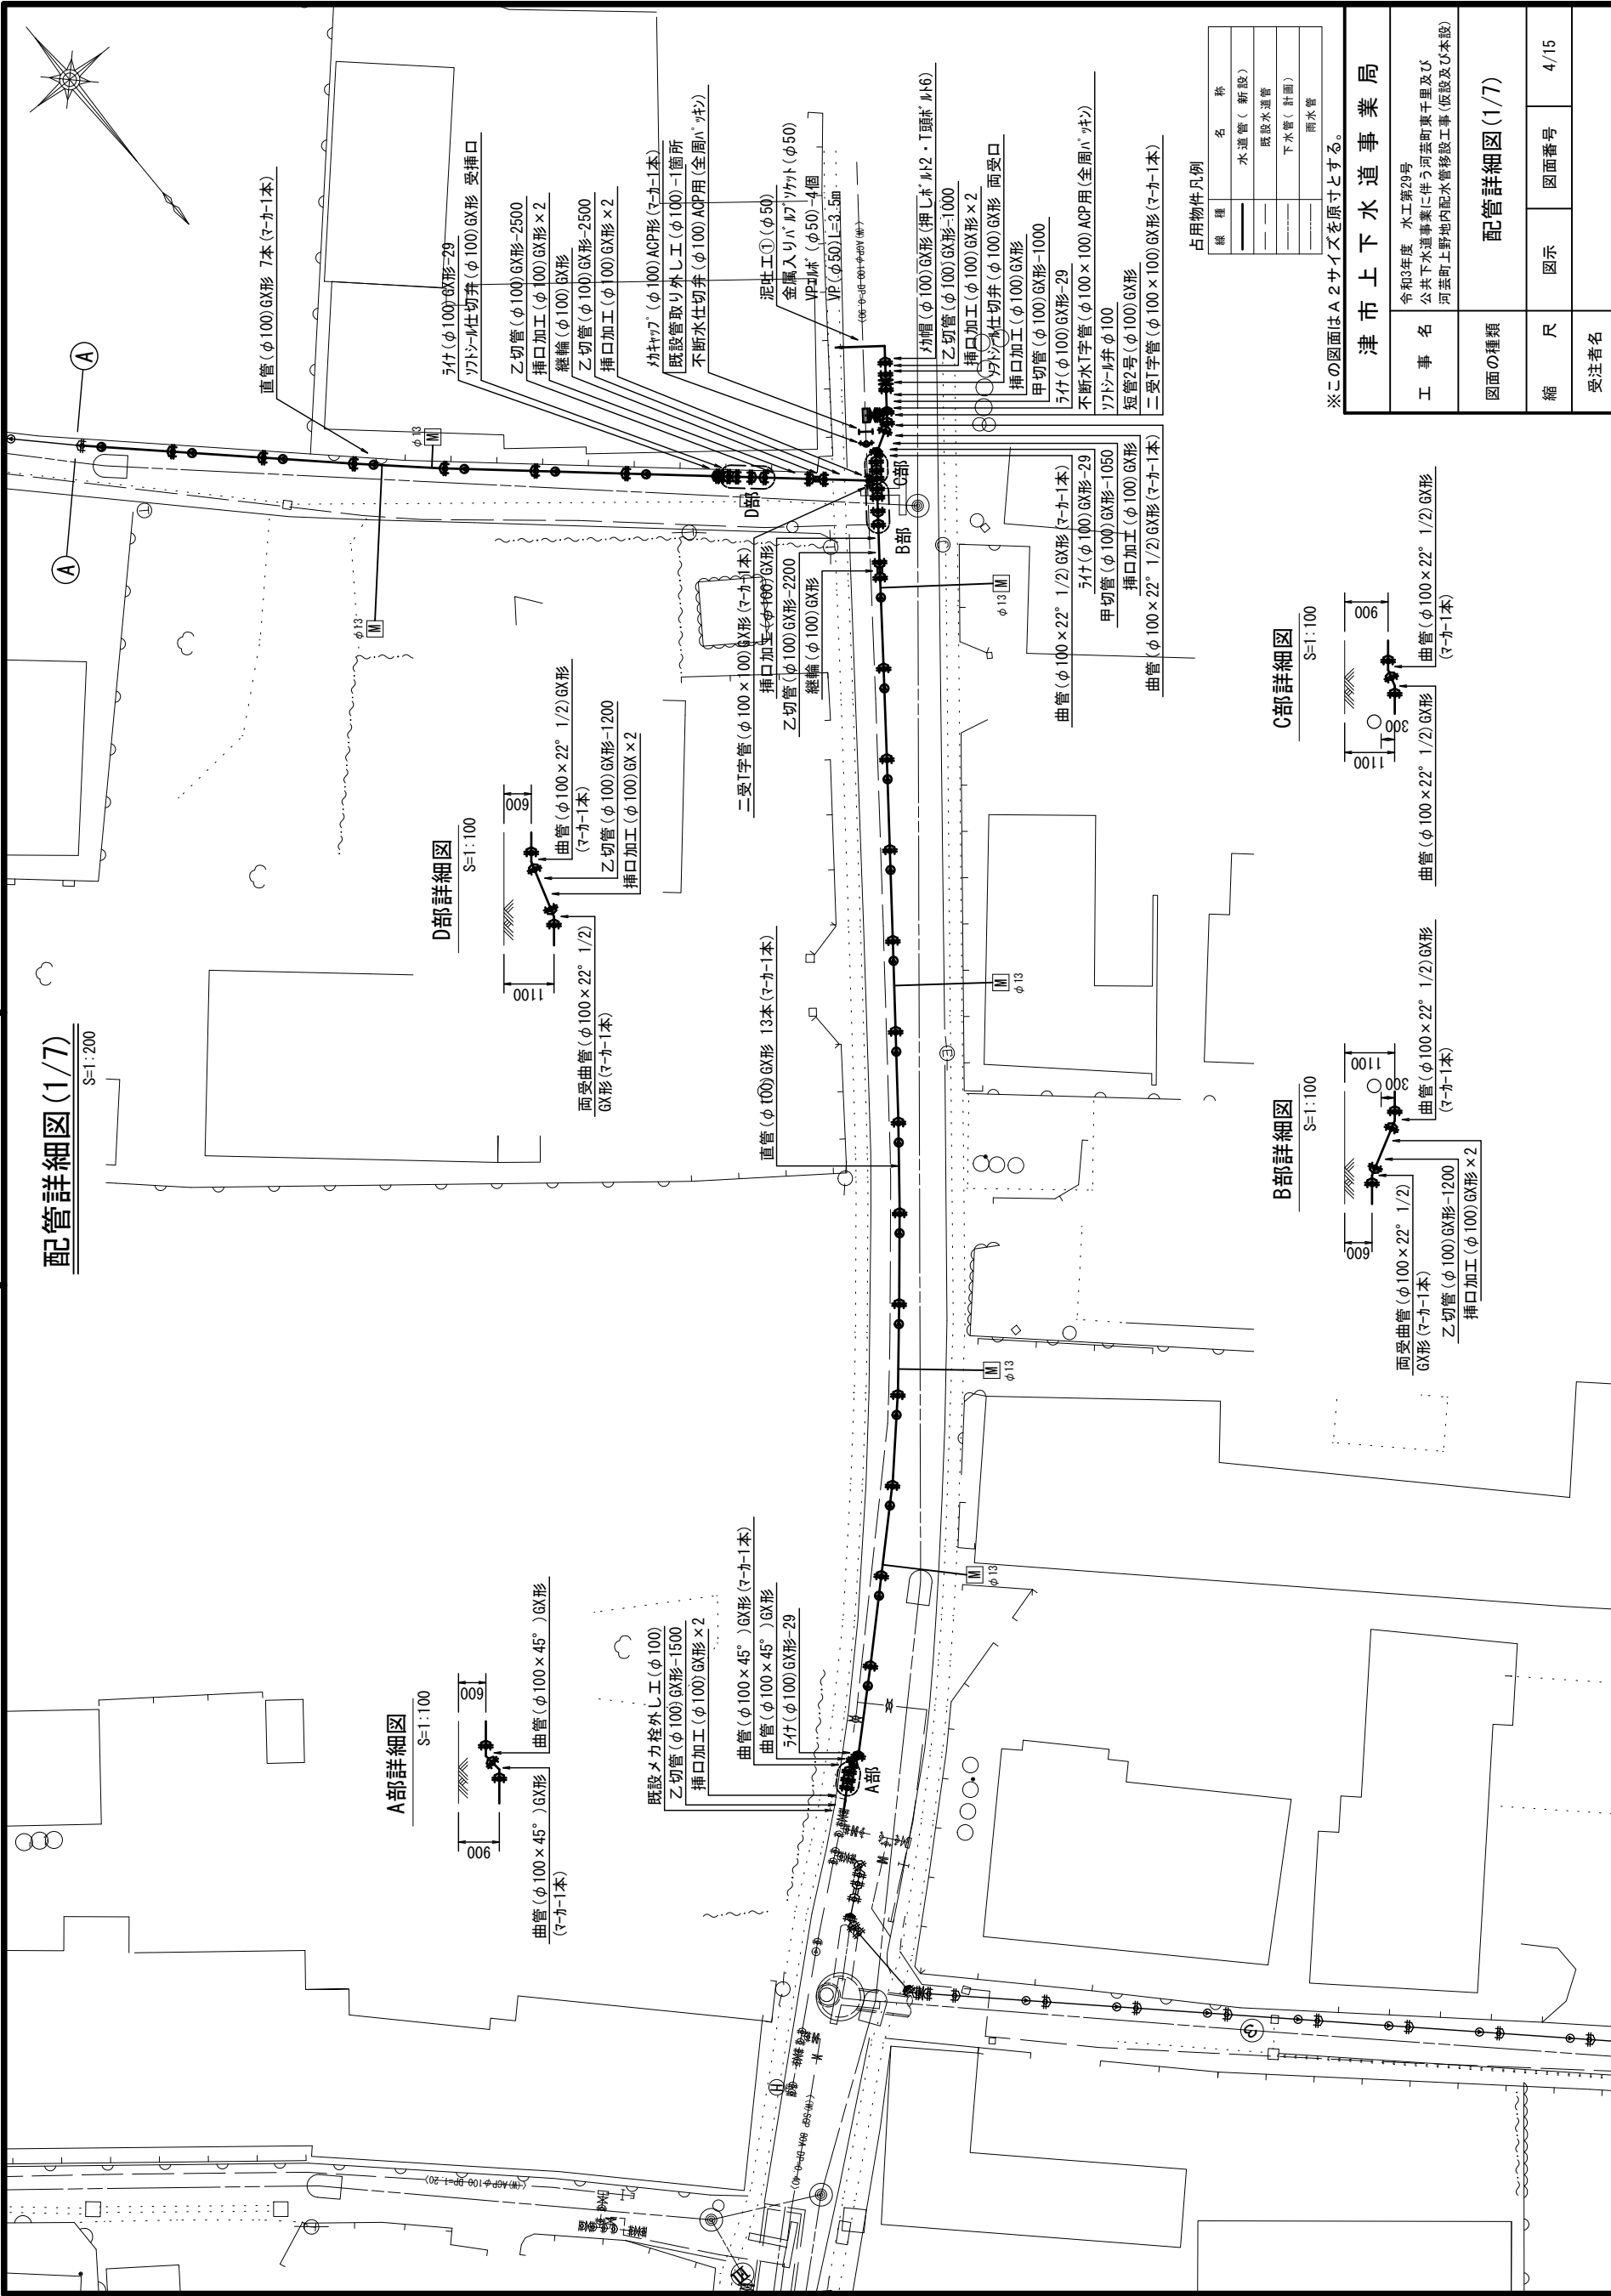 配管詳細図(1/7)
S=1:200
直管(φ100)GX形 7本(ﾏｰｶｰ1本)
ﾗｲﾅ(φ100)GX形-29
ｿﾌﾄｼｰﾙ仕切弁(φ100)GX形 受挿口
乙切管(φ100)GX形-2500
挿口加工(φ100)GX形×2
継輪(φ100)GX形
乙切管(φ100)GX形-2500
挿口加工(φ100)GX形×2
ﾒｶｷｬｯﾌﾟ(φ100)ACP形(ﾏｰｶｰ1本)
既設管取り外し工(φ100)-1箇所
不断水仕切弁(φ100)ACP用(全周ﾊﾟｯｷﾝ)
泥吐工①(φ50)
金属入りﾊﾞﾙﾌﾞｿｹｯﾄ(φ50)
VPｴﾙﾎﾞ(φ50)-4個
VP(φ50)L=3.5m
ﾒｶ帽(φ100)GX形(押しﾎﾞﾙﾄ2・T頭ﾎﾞﾙﾄ6)
乙切管(φ100)GX形-1000
挿口加工(φ100)GX形×2
ｿﾌﾄｼｰﾙ仕切弁(φ100)GX形 両受口
挿口加工(φ100)GX形
甲切管(φ100)GX形-1000
ﾗｲﾅ(φ100)GX形-29
不断水T字管(φ100×100)ACP用(全周ﾊﾟｯｷﾝ)
ｿﾌﾄｼｰﾙ弁φ100
短管2号(φ100)GX形
二受T字管(φ100×100)GX形(ﾏｰｶｰ1本)
二受T字管(φ100×100)GX形(ﾏｰｶｰ1本)
挿口加工(φ100)GX形
乙切管(φ100)GX形-2200
継輪(φ100)GX形
曲管(φ100×22° 1/2)GX形(ﾏｰｶｰ1本)
ﾗｲﾅ(φ100)GX形-29
甲切管(φ100)GX形-1050
挿口加工(φ100)GX形
曲管(φ100×22° 1/2)GX形(ﾏｰｶｰ1本)
直管(φ100)GX形 13本(ﾏｰｶｰ1本)
既設メカ栓外し工(φ100)
乙切管(φ100)GX形-1500
挿口加工(φ100)GX形×2
曲管(φ100×45°)GX形(ﾏｰｶｰ1本)
曲管(φ100×45°)GX形
ﾗｲﾅ(φ100)GX形-29
A部
B部
C部
D部
Ⓐ
Ⓐ
M
φ13
M
φ13
M
φ13
M
φ13
M
φ13
M
φ13
A部詳細図
S=1:100
900
600
曲管(φ100×45°)GX形
(ﾏｰｶｰ1本)
曲管(φ100×45°)GX形
D部詳細図
S=1:100
1100
600
両受曲管(φ100×22° 1/2)
GX形(ﾏｰｶｰ1本)
曲管(φ100×22° 1/2)GX形
(ﾏｰｶｰ1本)
乙切管(φ100)GX形-1200
挿口加工(φ100)GX×2
B部詳細図
S=1:100
600
1100
300
両受曲管(φ100×22° 1/2)
GX形(ﾏｰｶｰ1本)
乙切管(φ100)GX形-1200
挿口加工(φ100)GX形×2
曲管(φ100×22° 1/2)GX形
(ﾏｰｶｰ1本)
C部詳細図
S=1:100
1100
300
900
曲管(φ100×22° 1/2)GX形
曲管(φ100×22° 1/2)GX形
(ﾏｰｶｰ1本)
占用物件凡例
線種 名称
水道管(新設)
既設水道管
下水管(計画)
雨水管
※この図面はA2サイズを原寸とする。
津市上下水道事業局
工事名
令和3年度 水工第29号
公共下水道事業に伴う河芸町東千里及び
河芸町上野地内配水管移設工事(仮設及び本設)
図面の種類 配管詳細図(1/7)
縮尺 図示 図面番号 4/15
受注者名